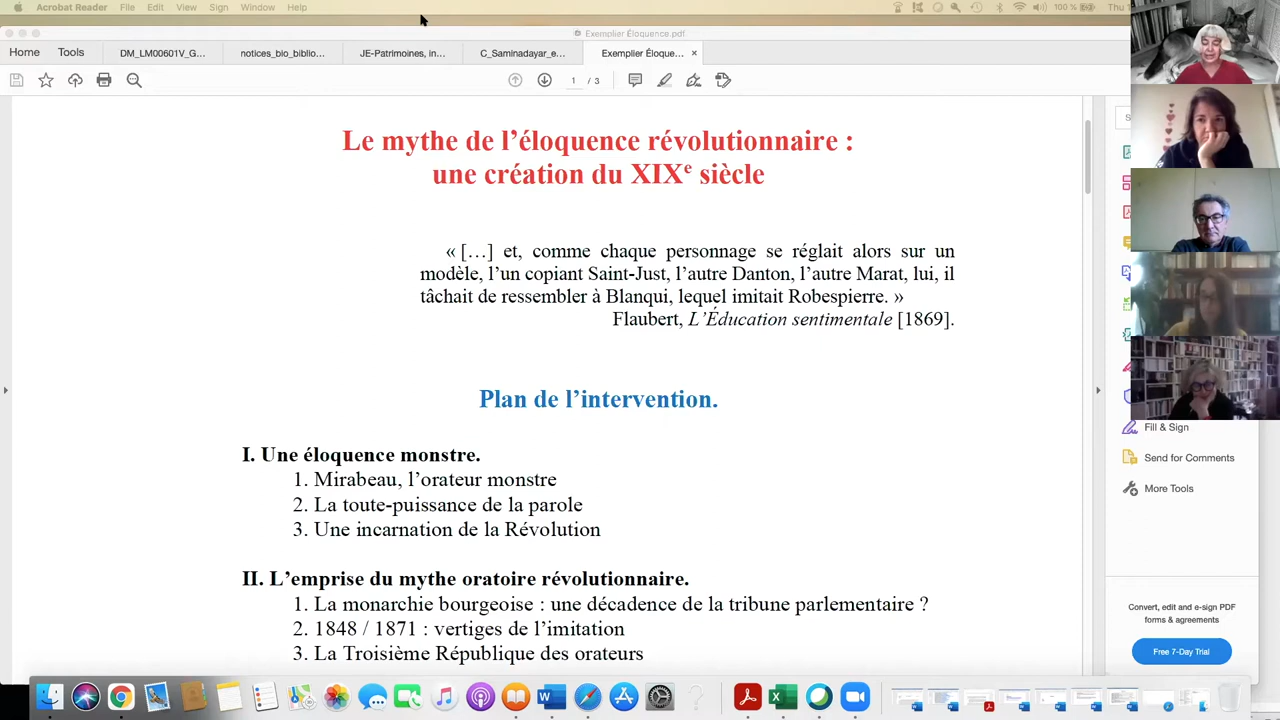 Acrobat Reader File Edit View Sign Window Help 100 % Thu 1
Exemplier Éloquence.pdf
Home Tools DM_LM00601V_G... notices_bio_biblio... JE-Patrimoines, in... C_Saminadayar_e... Exemplier Éloque... ×
1 / 3
Le mythe de l’éloquence révolutionnaire :
une création du XIXe siècle
« […] et, comme chaque personnage se réglait alors sur un
modèle, l’un copiant Saint-Just, l’autre Danton, l’autre Marat, lui, il
tâchait de ressembler à Blanqui, lequel imitait Robespierre. »
Flaubert, L’Éducation sentimentale [1869].
Plan de l’intervention.
I. Une éloquence monstre.
1. Mirabeau, l’orateur monstre
2. La toute-puissance de la parole
3. Une incarnation de la Révolution
II. L’emprise du mythe oratoire révolutionnaire.
1. La monarchie bourgeoise : une décadence de la tribune parlementaire ?
2. 1848 / 1871 : vertiges de l’imitation
3. La Troisième République des orateurs
S
Fill & Sign
Send for Comments
More Tools
Convert, edit and e-sign PDF
forms & agreements
Free 7-Day Trial